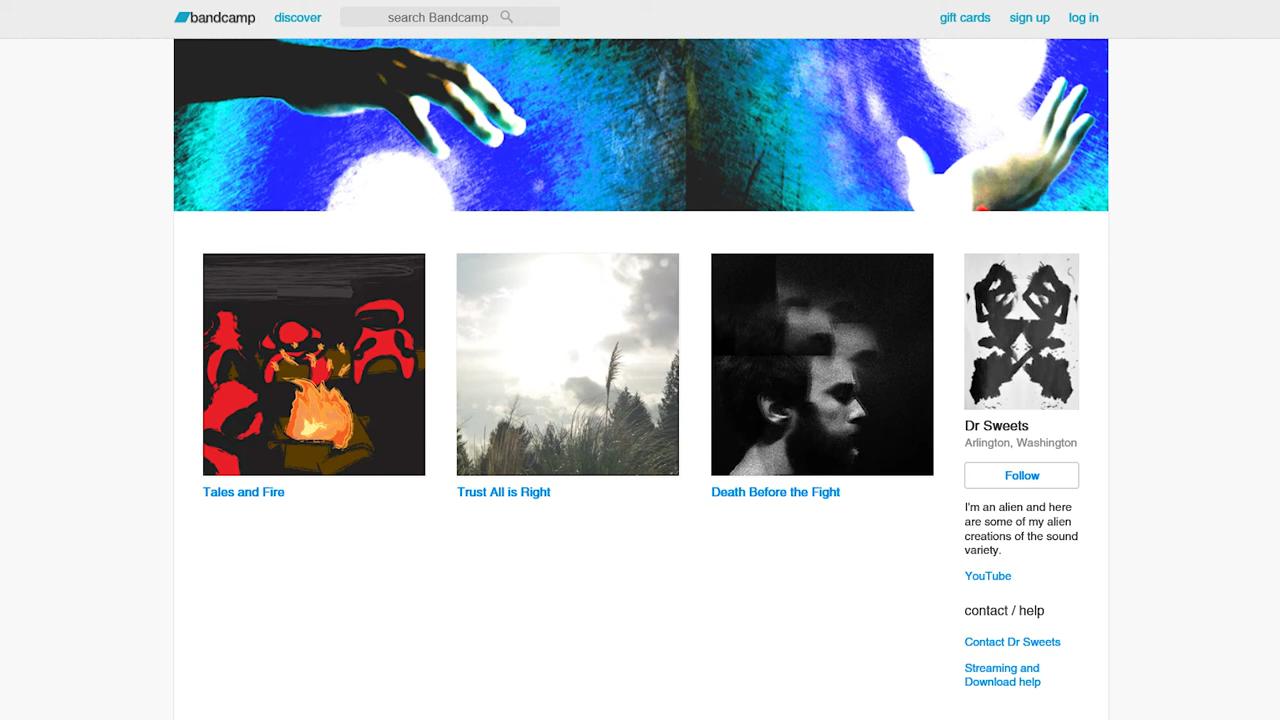 bandcamp
discover
search Bandcamp
gift cards
sign up
log in
Tales and Fire
Trust All is Right
Death Before the Fight
Dr Sweets
Arlington, Washington
Follow
I'm an alien and here
are some of my alien
creations of the sound
variety.
YouTube
contact / help
Contact Dr Sweets
Streaming and
Download help